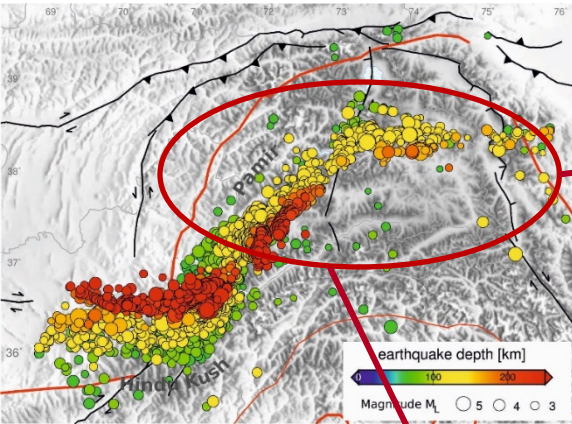 69° 70° 71° 72° 73° 74° 75° 76°
39°
38°
Pamir
37°
36°
Hindu Kush
earthquake depth [km]
0 100 200
Magnitude ML 5 4 3